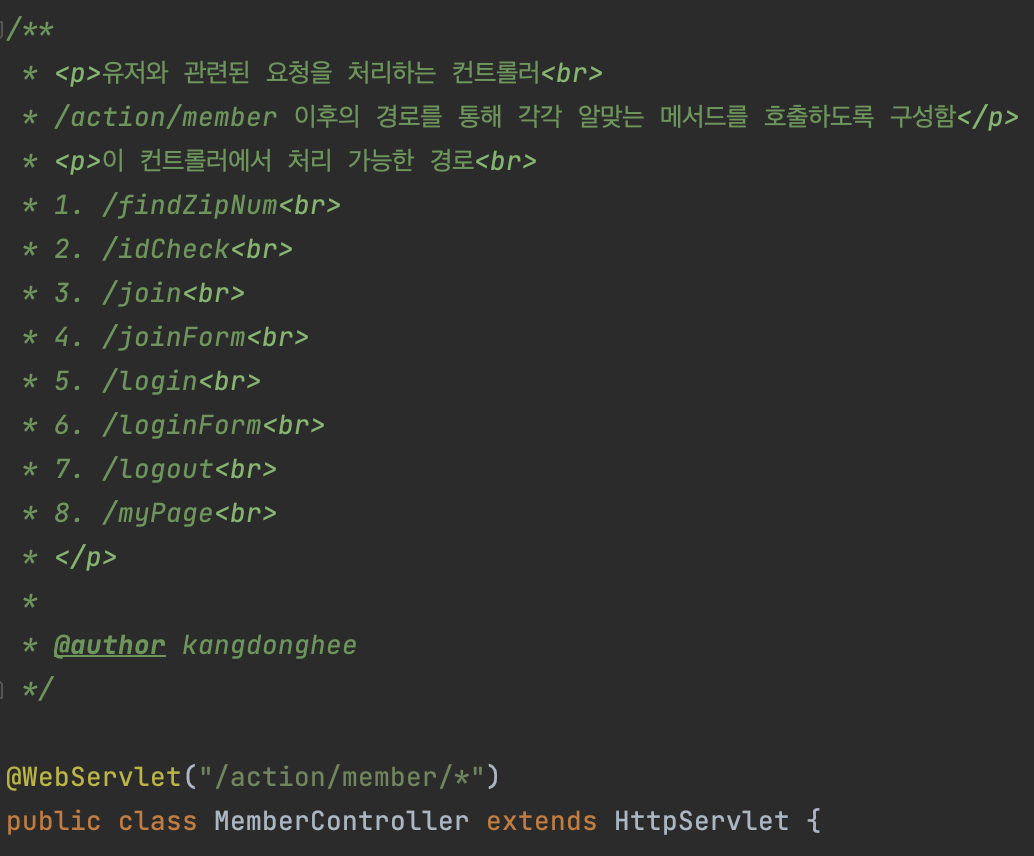 /**
* <p>유저와 관련된 요청을 처리하는 컨트롤러<br>
* /action/member 이후의 경로를 통해 각각 알맞는 메서드를 호출하도록 구성함</p>
* <p>이 컨트롤러에서 처리 가능한 경로<br>
* 1. /findZipNum<br>
* 2. /idCheck<br>
* 3. /join<br>
* 4. /joinForm<br>
* 5. /login<br>
* 6. /loginForm<br>
* 7. /logout<br>
* 8. /myPage<br>
* </p>
*
* @author kangdonghee
*/
@WebServlet("/action/member/*")
public class MemberController extends HttpServlet {